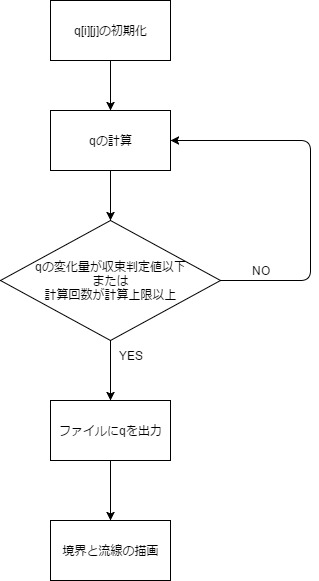 q[i][j]の初期化
qの計算
qの変化量が収束判定値以下
または
計算回数が計算上限以上
NO
YES
ファイルにqを出力
境界と流線の描画